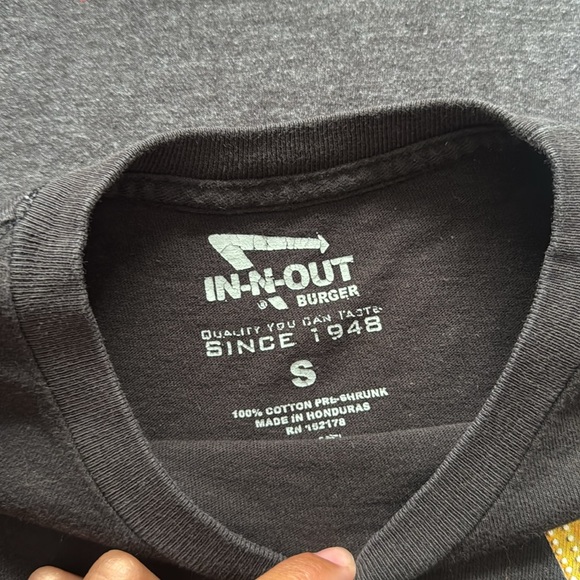 IN-N-OUT
BURGER
QUALITY YOU CAN TASTE
SINCE 1948
S
100% COTTON PRE-SHRUNK
MADE IN HONDURAS
RN 152178